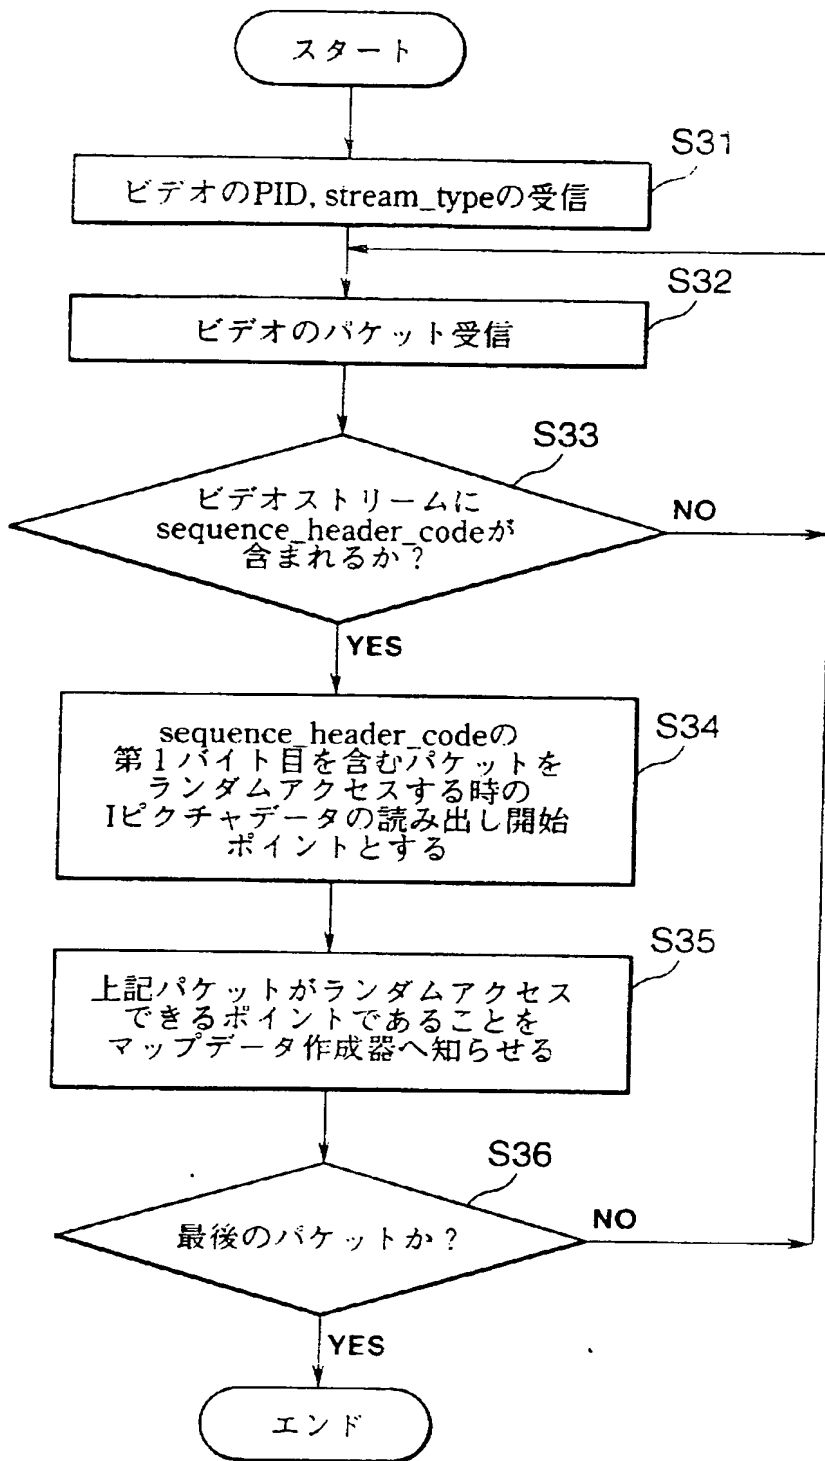 スタート
S31
ビデオのPID, stream_typeの受信
S32
ビデオのパケット受信
S33
ビデオストリームに
sequence_header_codeが
含まれるか？
NO
YES
S34
sequence_header_codeの
第1バイト目を含むパケットを
ランダムアクセスする時の
Iピクチャデータの読み出し開始
ポイントとする
S35
上記パケットがランダムアクセス
できるポイントであることを
マップデータ作成器へ知らせる
S36
最後のパケットか？
NO
YES
エンド